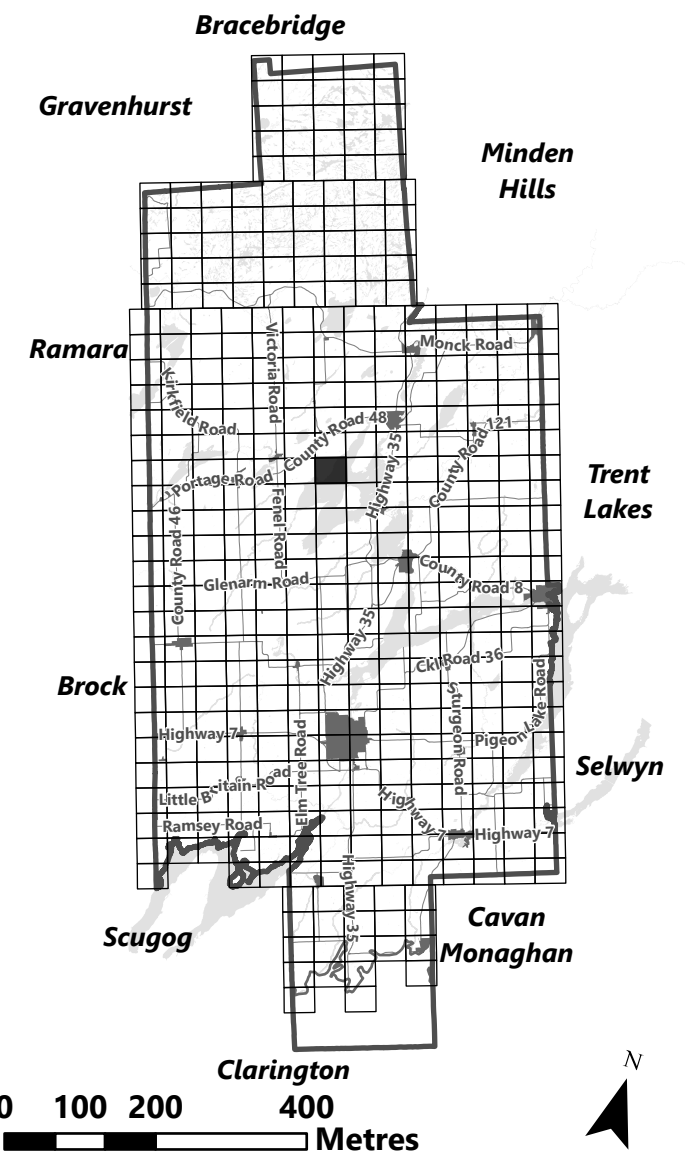 Bracebridge
Gravenhurst
Minden
Hills
Ramara
Monck Road
Victoria Road
Kirkfield Road
County Road 48
Highway 35
County Road 121
Portage Road
Trent
Lakes
Fenel Road
County Road 46
Glenarm Road
County Road 8
Highway 35
Ckl Road 36
Brock
Sturgeon Road
Pigeon Lake Road
Highway 7
Elm Tree Road
Selwyn
Little Britain Road
Highway 7
Highway 7
Ramsey Road
Highway 35
Cavan
Monaghan
Scugog
Clarington
N
0 100 200 400
Metres